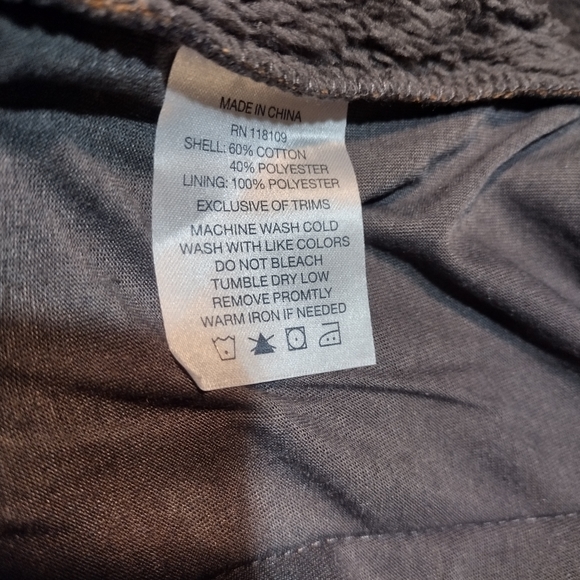 MADE IN CHINA
RN 118109
SHELL: 60% COTTON
40% POLYESTER
LINING: 100% POLYESTER
EXCLUSIVE OF TRIMS
MACHINE WASH COLD
WASH WITH LIKE COLORS
DO NOT BLEACH
TUMBLE DRY LOW
REMOVE PROMTLY
WARM IRON IF NEEDED